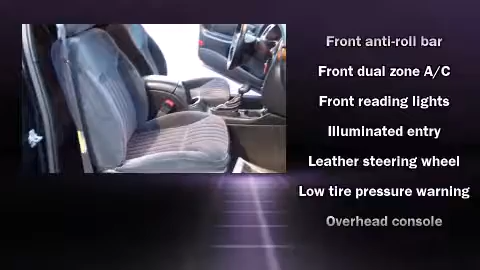 Front anti-roll bar
Front dual zone A/C
Front reading lights
Illuminated entry
Leather steering wheel
Low tire pressure warning
Overhead console